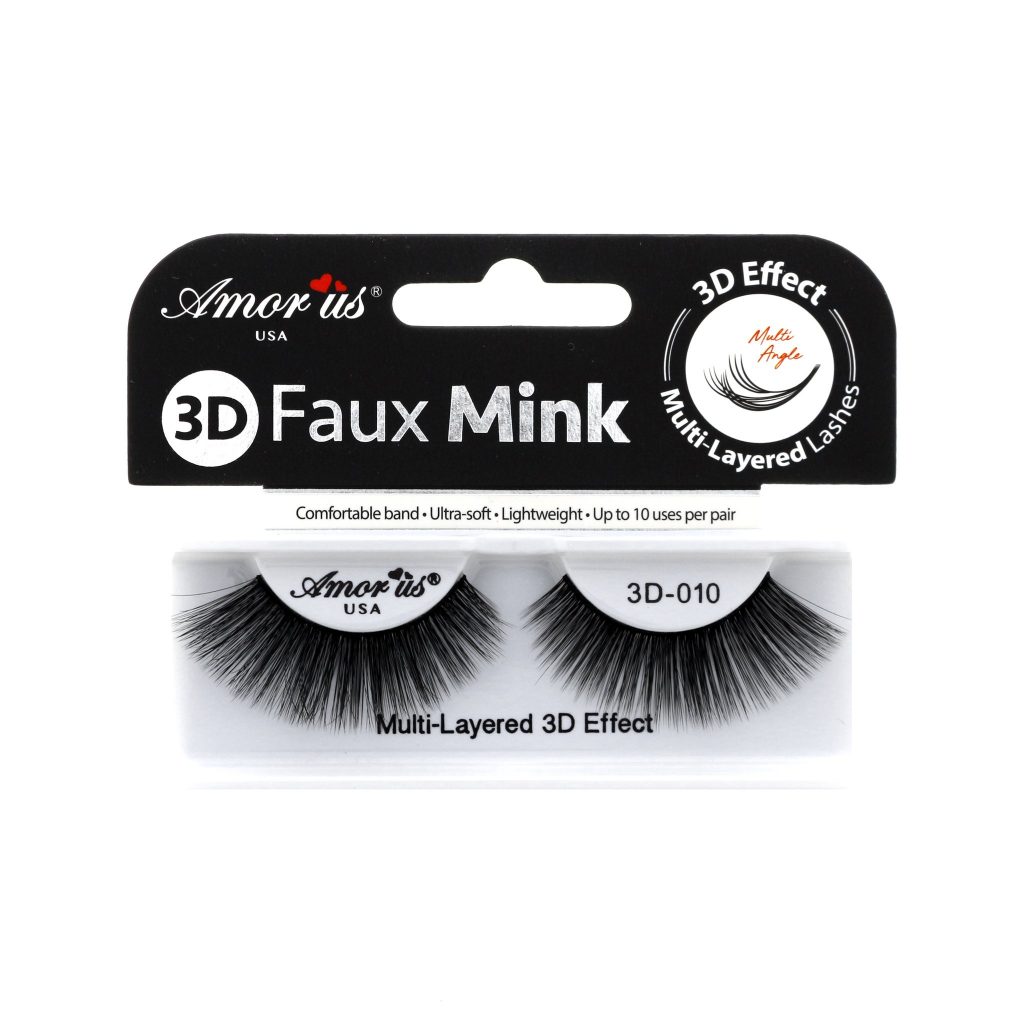 Amor us®
USA
3D Faux Mink
3D Effect
Multi
Angle
Multi-Layered Lashes
Comfortable band • Ultra-soft • Lightweight • Up to 10 uses per pair
Amor us®
USA
3D-010
Multi-Layered 3D Effect